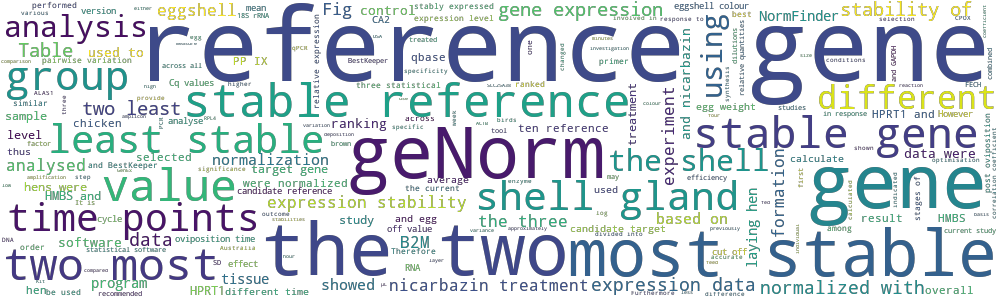 reference gene
analysis
eggshell
Fig
control
CA2
gene expression
using
NormFinder
stability of
Table
used to
PP IX
qbase
group
stable reference
different
two least
ranking
ten reference
stable gene
HPRT1 and
However
chicken
least stable
geNorm
the shell
experiment
treatment
and nicarbazin
egg weight
data were
analysed
normalization
target gene
were normalized
value
shell gland
formation
gene
HMBS and
expression stability
the three
based on
calculate
result
HMBS
time points
the two
most stable
software
data
study
B2M
RNA
two most
tissue
program
showed
nicarbazin treatment
expression data
normalized with
overall
HPRT1
different time
hen
be used
recommended
performed
version
various
mean
18S rRNA
pairwise variation
across all
Cq values
relative expression
expression level
stably expressed
BestKeeper
three statistical
specificity
primer
eggshell colour
involved in
response to
relative quantities
dilutions
synthesis
and GAPDH
conditions
selection
best
CPOX
combined
FECH
ALAS1
similar
sample
level
thus
factor
selected
candidate reference
and BestKeeper
significance
hens were
cycle
It is
order
statistical software
effect
Australia
oviposition time
cut off
off value
and egg
Therefore
average
the current
enzyme
used
may
candidate target
divided into
laying hen
post oviposition
stages of
current study
accurate
previously
approximately
Furthermore
difference
among
first
indicated
calculated
shown
in response
studies
efficiency
optimisation
reaction
investigation
changed
treated
birds
colour
specific
across
tool
ranked
brown
deposition
analyse
high
higher
provide
comparison
amplification
step
outcome
compared
DNA
Kit
SD
hour
layer
variance
log
week
egg
qPCB
RPL4
one
three